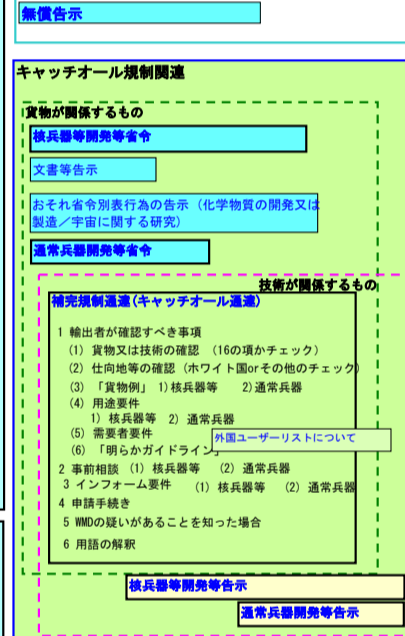 無償告示
キャッチオール規制関連
貨物が関係するもの
核兵器等開発等省令
文書等告示
おそれ省令別表行為の告示（化学物質の開発又は
製造／宇宙に関する研究）
通常兵器開発等省令
技術が関係するもの
補完規制通達(キャッチオール通達)
1 輸出者が確認すべき事項
(1) 貨物又は技術の確認 （16の項かチェック）
(2) 仕向地等の確認（ホワイト国orその他のチェック）
(3) 「貨物例」 1)核兵器等 2)通常兵器
(4) 用途要件
1) 核兵器等 2) 通常兵器
(5) 需要者要件
外国ユーザーリストについて
(6) 「明らかガイドライン」
2 事前相談 (1) 核兵器等 (2) 通常兵器
3 インフォーム要件 (1) 核兵器等 (2) 通常兵器
4 申請手続き
5 WMDの疑いがあることを知った場合
6 用語の解釈
核兵器等開発等告示
通常兵器開発等告示